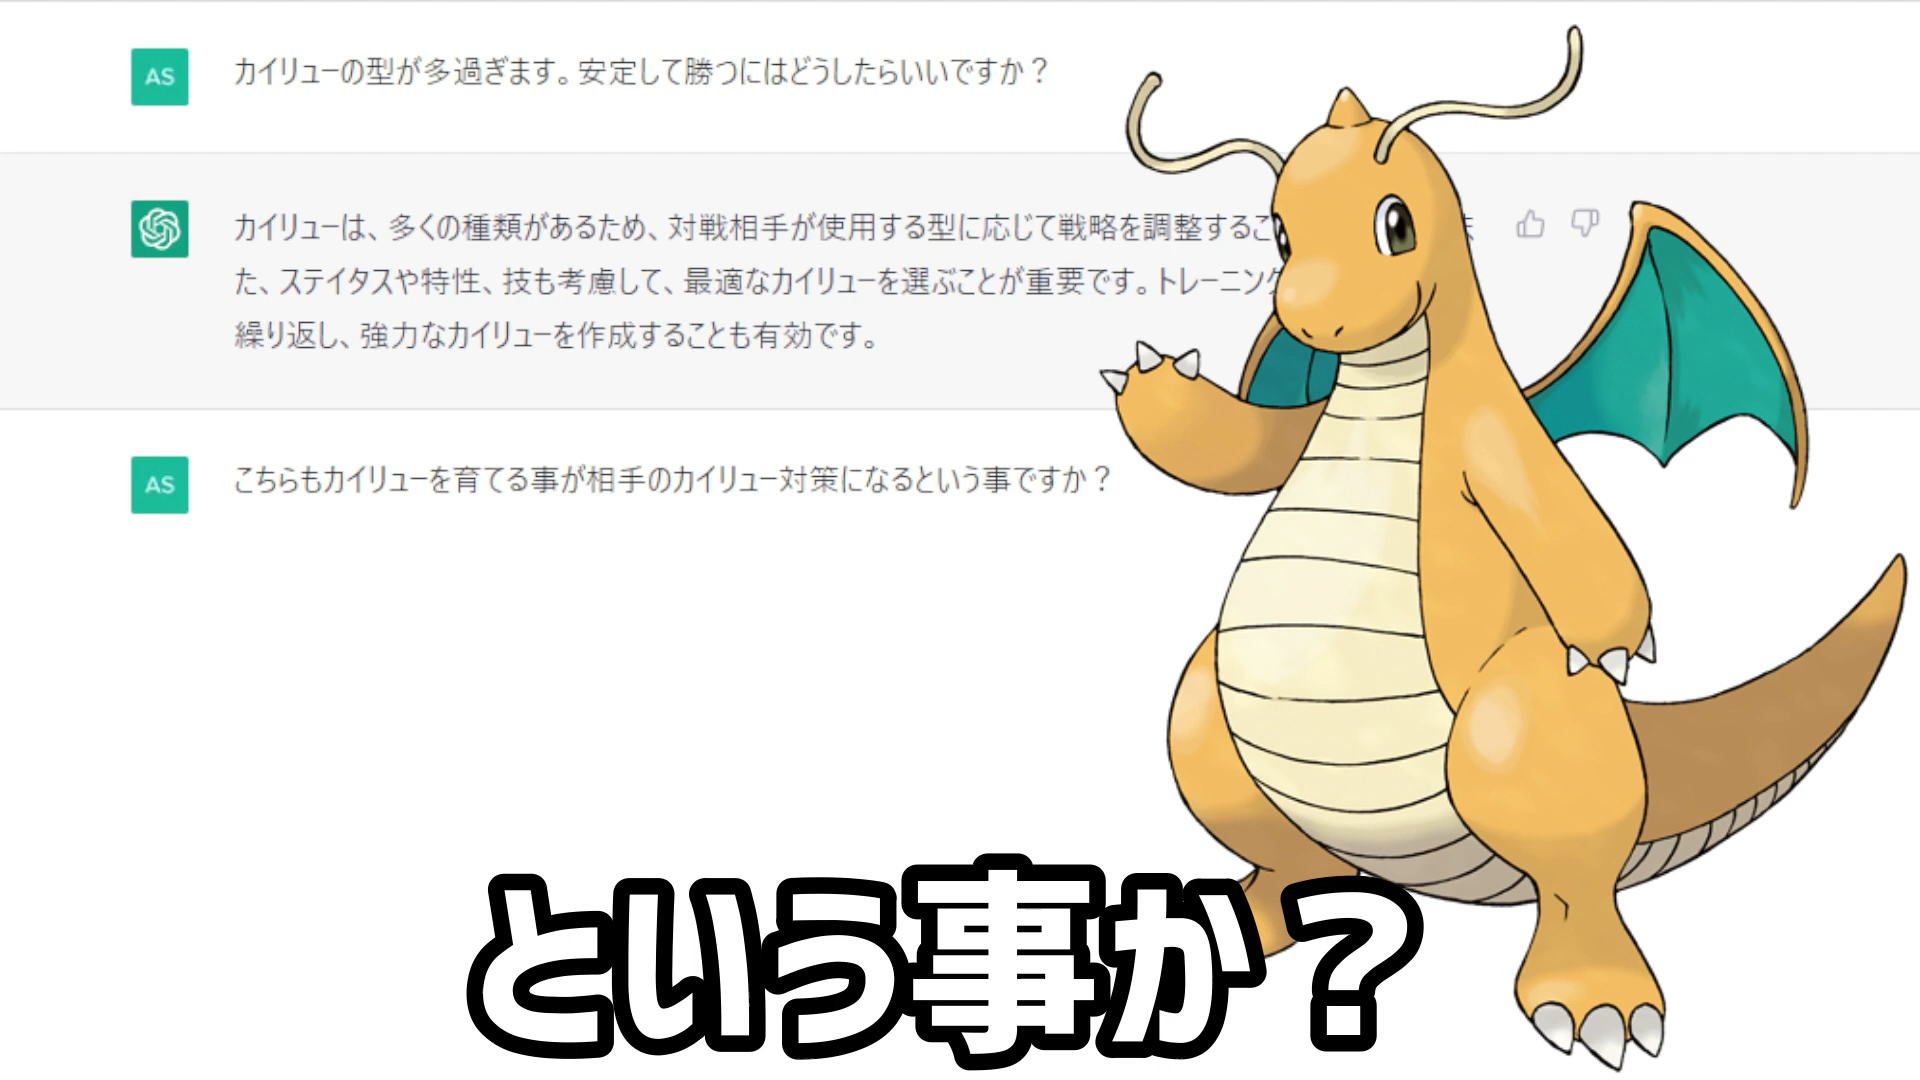 AS
カイリューの型が多過ぎます。安定して勝つにはどうしたらいいですか？
カイリューは、多くの種類があるため、対戦相手が使用する型に応じて戦略を調整するこ
た、ステイタスや特性、技も考慮して、最適なカイリューを選ぶことが重要です。トレーニング
繰り返し、強力なカイリューを作成することも有効です。
AS
こちらもカイリューを育てる事が相手のカイリュー対策になるという事ですか？
という事か？